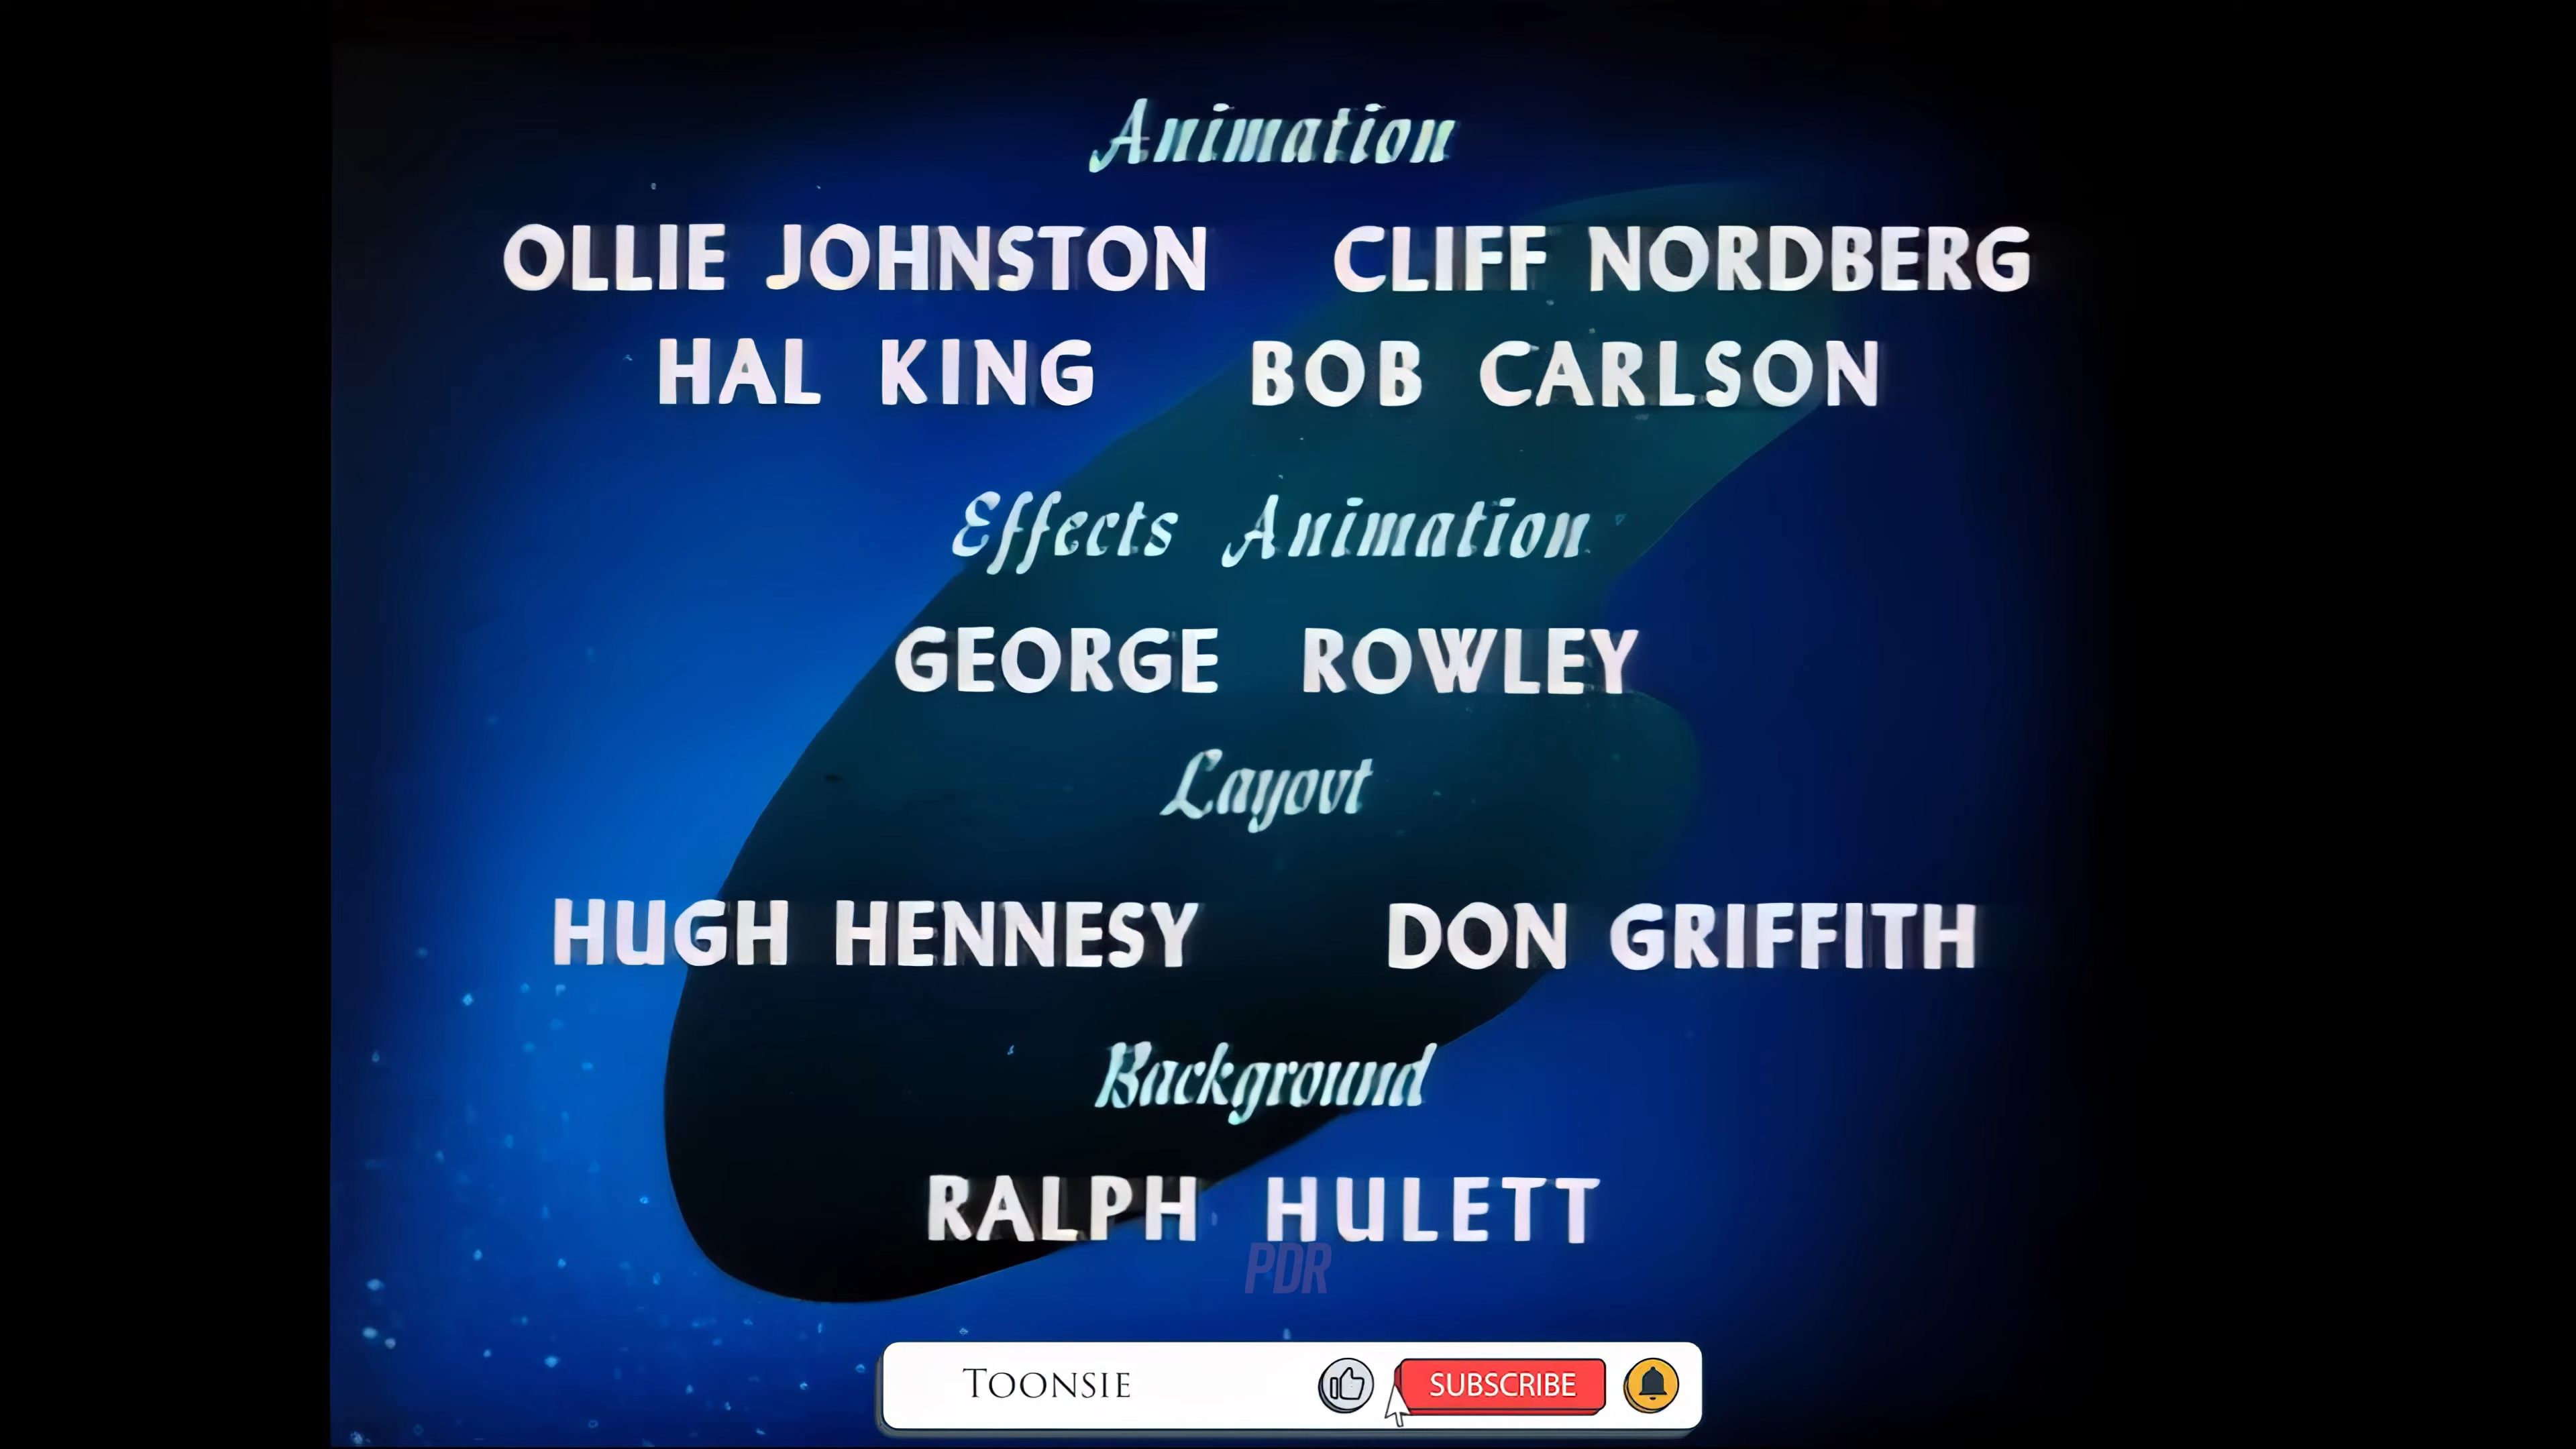 Animation
OLLIE JOHNSTON CLIFF NORDBERG
HAL KING BOB CARLSON
Effects Animation
GEORGE ROWLEY
Layout
HUGH HENNESY DON GRIFFITH
Background
RALPH HULETT
PDR
TOONSIE SUBSCRIBE